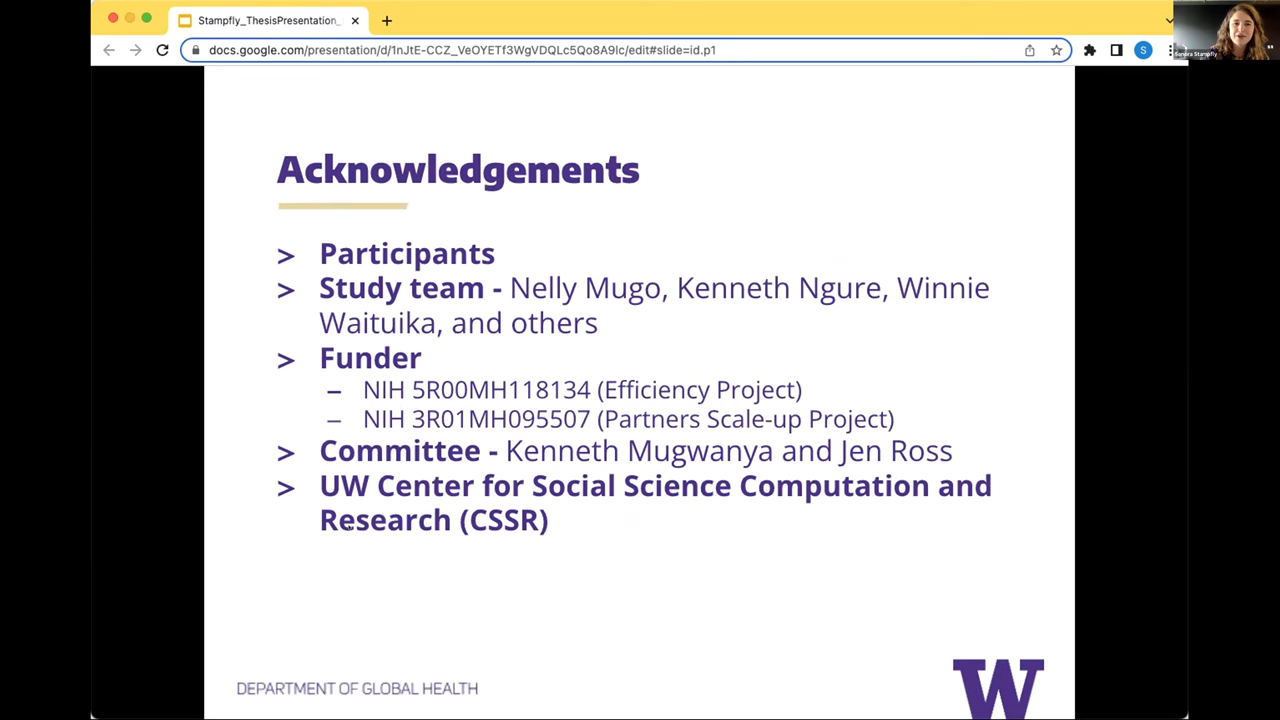 Stampfly_ThesisPresentation_
docs.google.com/presentation/d/1nJtE-CCZ_VeOYETf3WgVDQLc5Qo8A9lc/edit#slide=id.p1
S
Sandra Stampfly
Acknowledgements
> Participants
> Study team - Nelly Mugo, Kenneth Ngure, Winnie
Waituika, and others
> Funder
– NIH 5R00MH118134 (Efficiency Project)
– NIH 3R01MH095507 (Partners Scale-up Project)
> Committee - Kenneth Mugwanya and Jen Ross
> UW Center for Social Science Computation and
Research (CSSR)
DEPARTMENT OF GLOBAL HEALTH
W